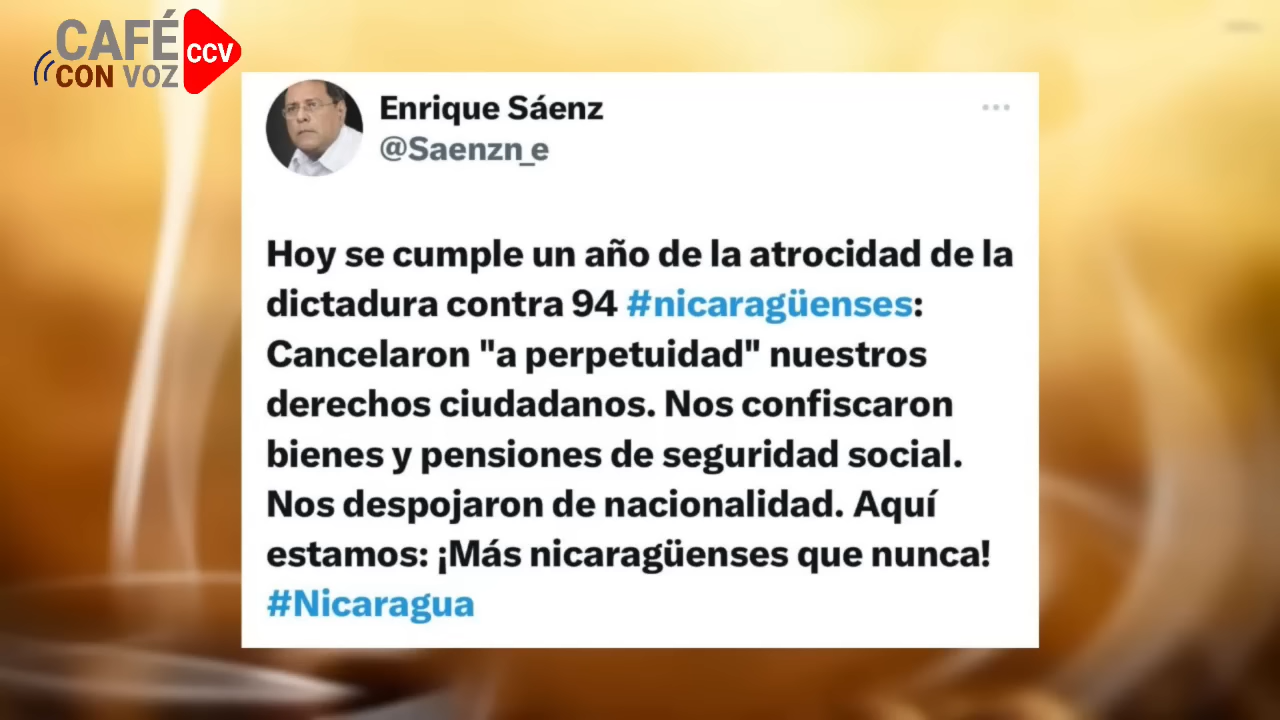 CAFÉ
CON VOZ
CCV
Enrique Sáenz
@Saenzn_e
Hoy se cumple un año de la atrocidad de la
dictadura contra 94 #nicaragüenses:
Cancelaron "a perpetuidad" nuestros
derechos ciudadanos. Nos confiscaron
bienes y pensiones de seguridad social.
Nos despojaron de nacionalidad. Aquí
estamos: ¡Más nicaragüenses que nunca!
#Nicaragua